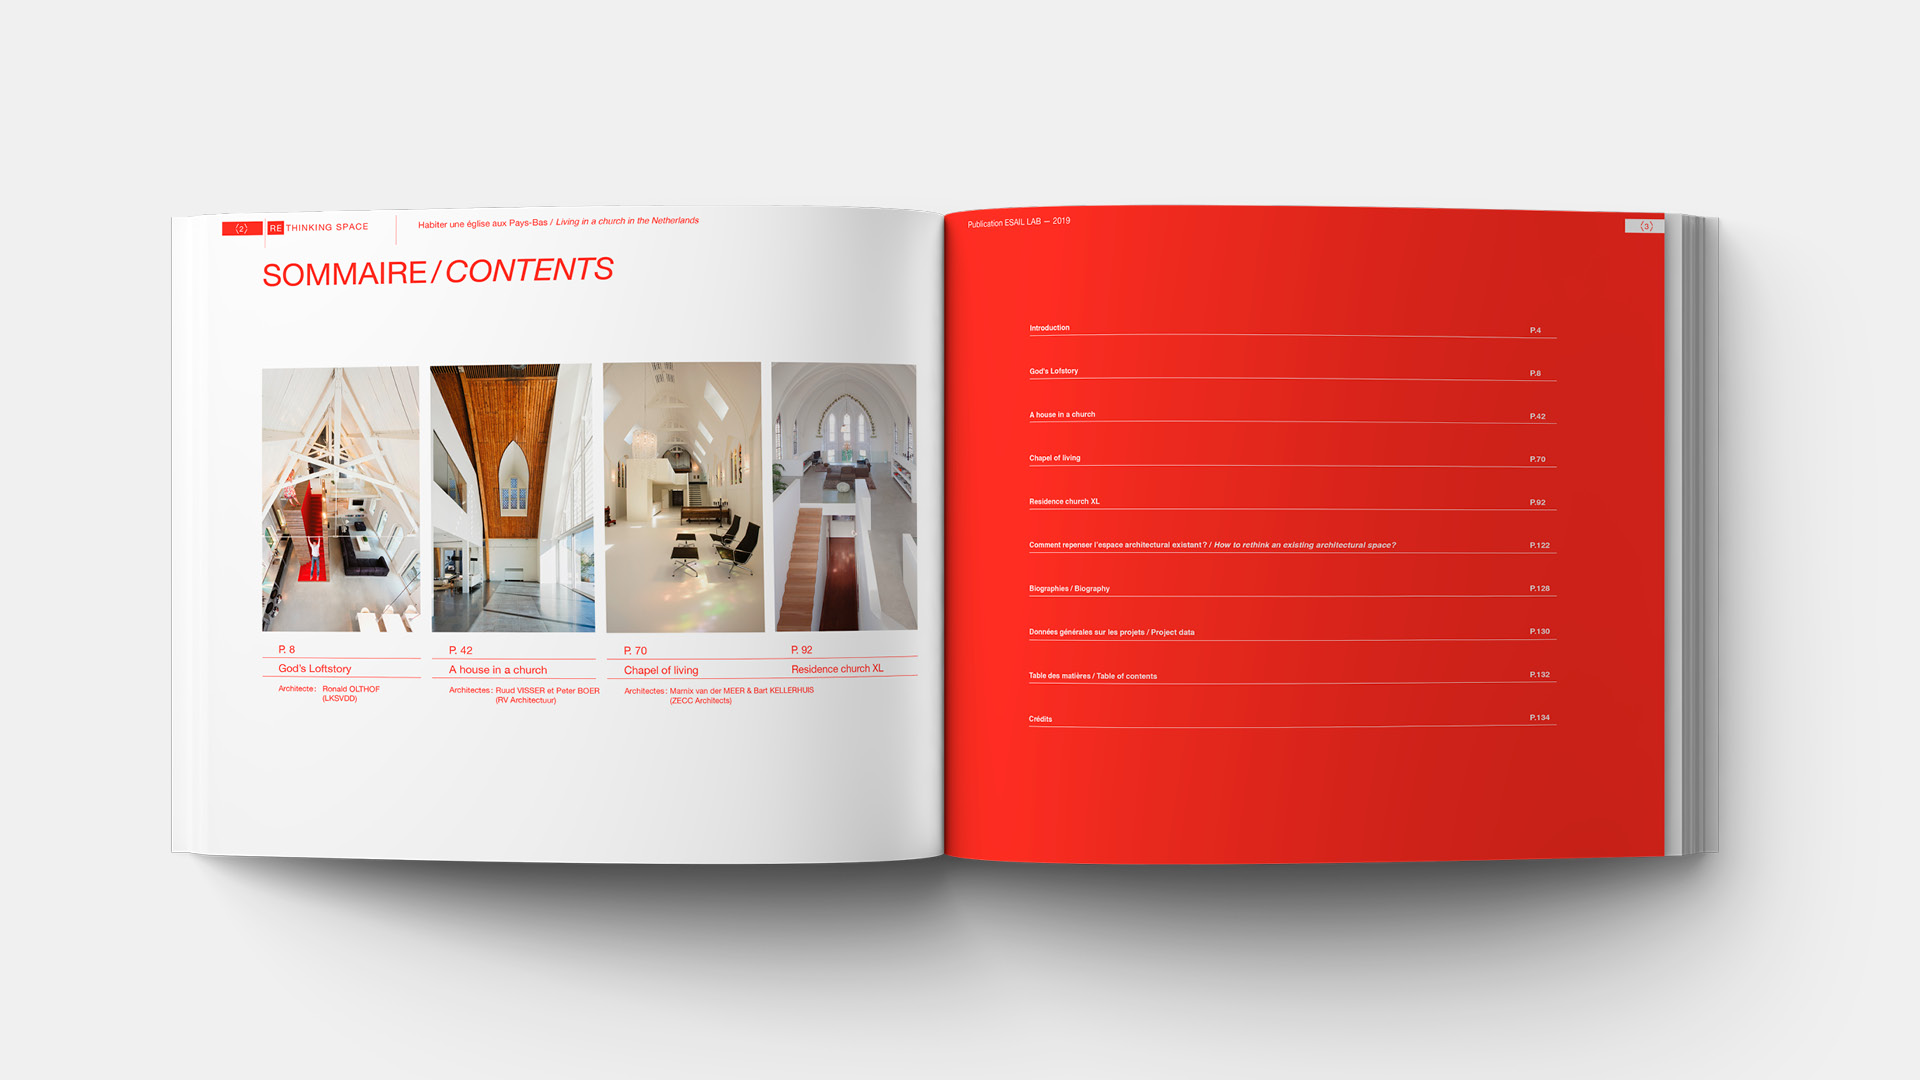 (2)
RE THINKING SPACE
Habiter une église aux Pays-Bas / Living in a church in the Netherlands
SOMMAIRE / CONTENTS
P. 8
God's Loftstory
Architecte : Ronald OLTHOF
(LKSVDD)
P. 42
A house in a church
Architectes : Ruud VISSER et Peter BOER
(RV Architectuur)
P. 70
Chapel of living
P. 92
Residence church XL
Architectes : Marnix van der MEER & Bart KELLERHUIS
(ZECC Architects)
Publication ESAIL LAB — 2019
(3)
Introduction P.4
God's Lofstory P.8
A house in a church P.42
Chapel of living P.70
Residence church XL P.92
Comment repenser l'espace architectural existant ? / How to rethink an existing architectural space? P.122
Biographies / Biography P.128
Données générales sur les projets / Project data P.130
Table des matières / Table of contents P.132
Crédits P.134